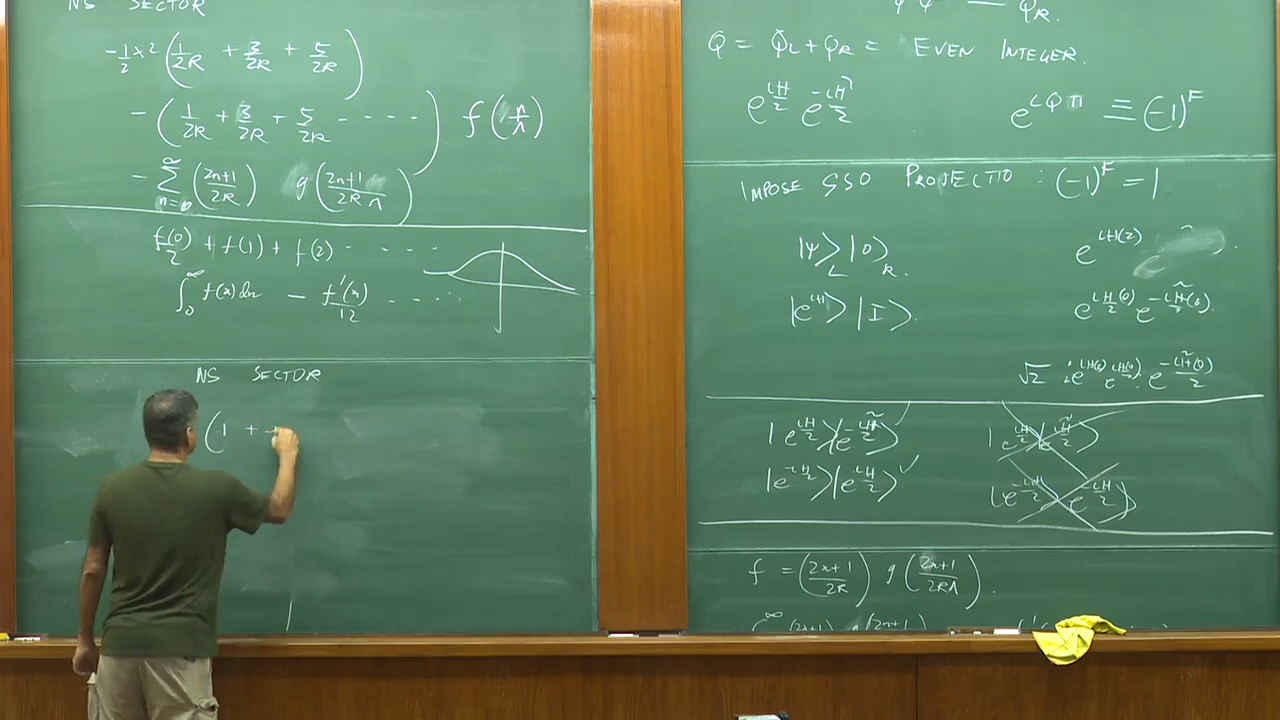 NS SECTOR
-1/2 × 2 (1/2R + 3/2R + 5/2R)
- (1/2R + 3/2R + 5/2R - - - -) f(n/Λ)
- ∑_{n=0}^{∞} (2n+1/2R) g(2n+1/2RΛ)
f(0)/2 + f(1) + f(2) - - - - - -
∫_0^∞ f(x)dx - f'(x)/12 - - - - - -
NS SECTOR
(1 +
Q_R.
Q = Q_L + Q_R = EVEN INTEGER.
e^{iH/2} e^{-iH̃/2} e^{iQπ} ≡ (-1)^F
IMPOSE GSO PROJECTIO : (-1)^F = 1
|ψ>_L |0>_R. e^{iH(z)}
|e^{iH}> |I>. e^{iH/2(0)} e^{-iH̃/2(0)}.
√2 :e^{iH(z)} e^{iH(0)}: e^{-iH̃(0)/2}
|e^{iH/2}>|e^{-iH̃/2}> |e^{iH/2}>|e^{iH̃/2}>
|e^{-iH/2}>|e^{iH/2}> ✓ |e^{-iH/2}> e^{-iH/2}>
f = (2x+1/2R) g(2x+1/2RΛ).